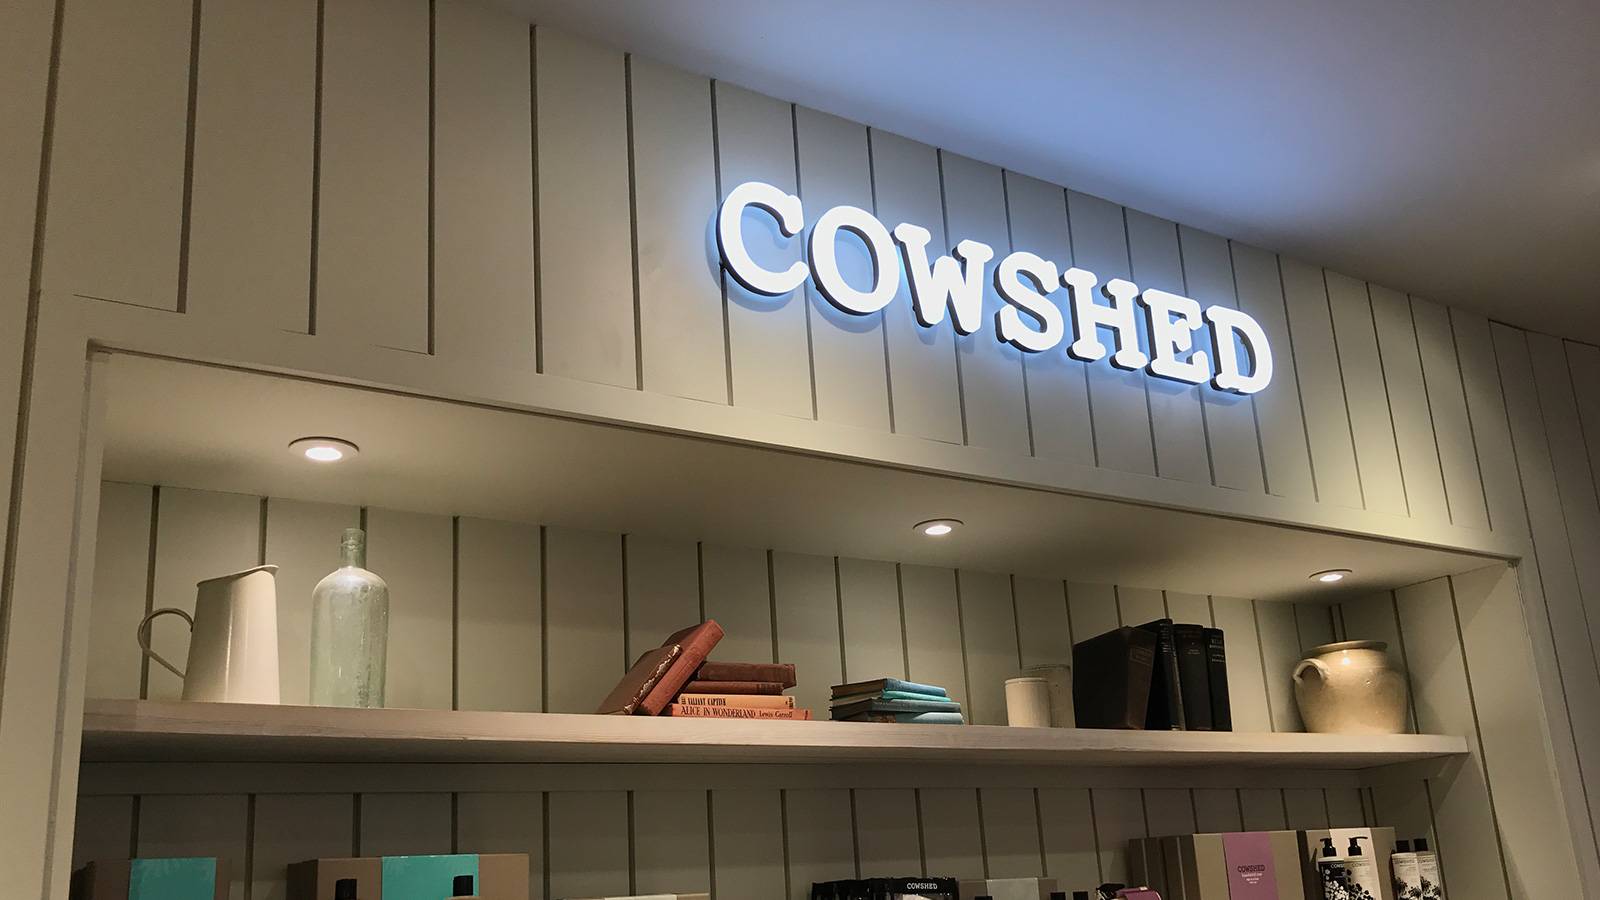 COWSHED
VALIANT CAPTIVE
ALICE IN WONDERLAND Lewis Carroll
COWSHED
COWSHED